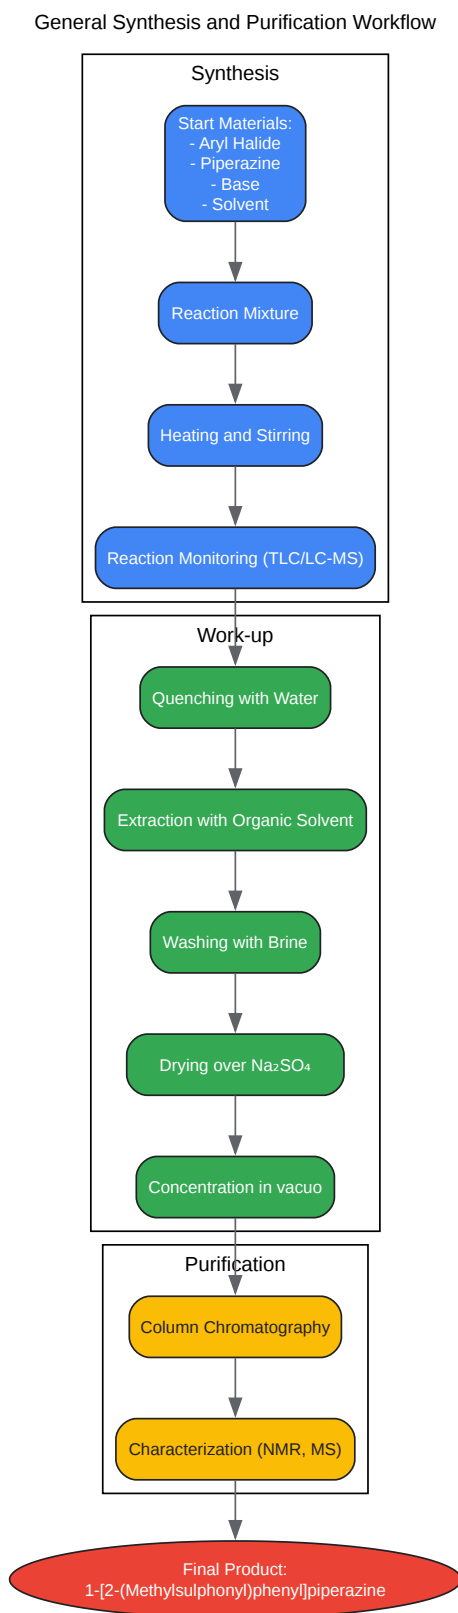 General Synthesis and Purification Workflow
Synthesis
Start Materials:
- Aryl Halide
- Piperazine
- Base
- Solvent
Reaction Mixture
Heating and Stirring
Reaction Monitoring (TLC/LC-MS)
Work-up
Quenching with Water
Extraction with Organic Solvent
Washing with Brine
Drying over Na₂SO₄
Concentration in vacuo
Purification
Column Chromatography
Characterization (NMR, MS)
Final Product:
1-[2-(Methylsulphonyl)phenyl]piperazine